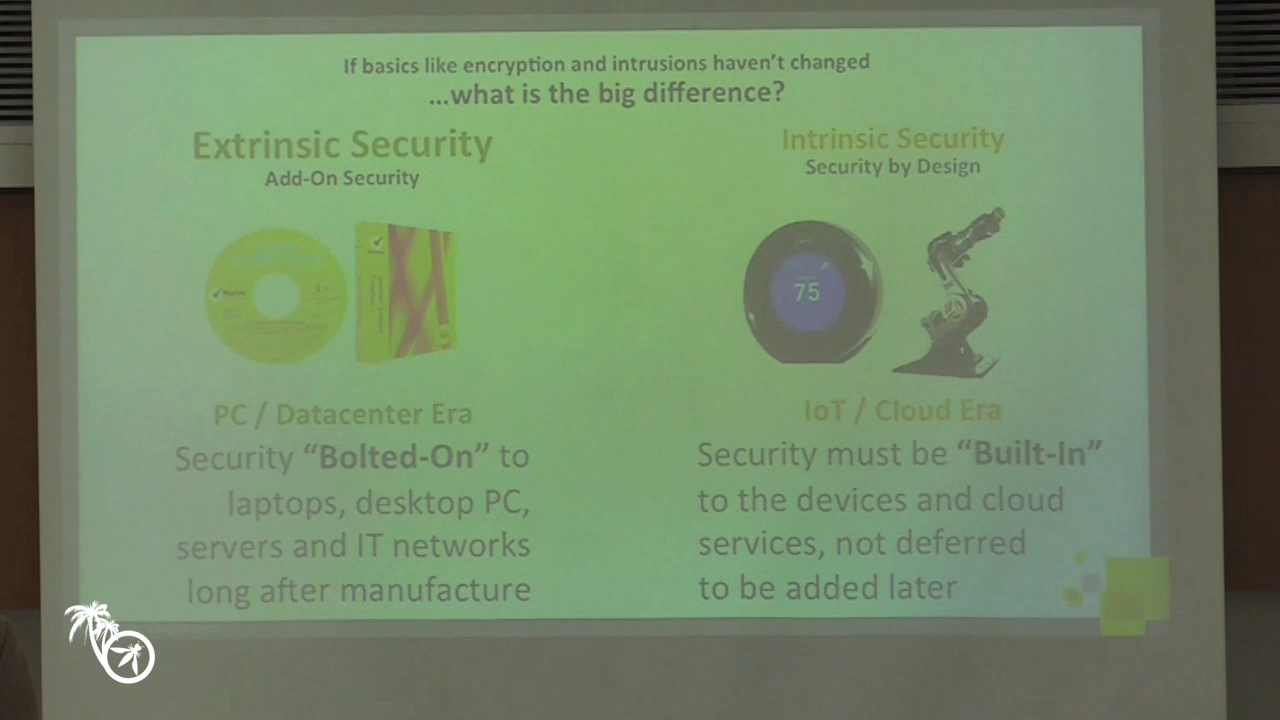 If basics like encryption and intrusions haven't changed
...what is the big difference?
Extrinsic Security
Add-On Security
PC / Datacenter Era
Security “Bolted-On” to
laptops, desktop PC,
servers and IT networks
long after manufacture
Intrinsic Security
Security by Design
75
IoT / Cloud Era
Security must be “Built-In”
to the devices and cloud
services, not deferred
to be added later